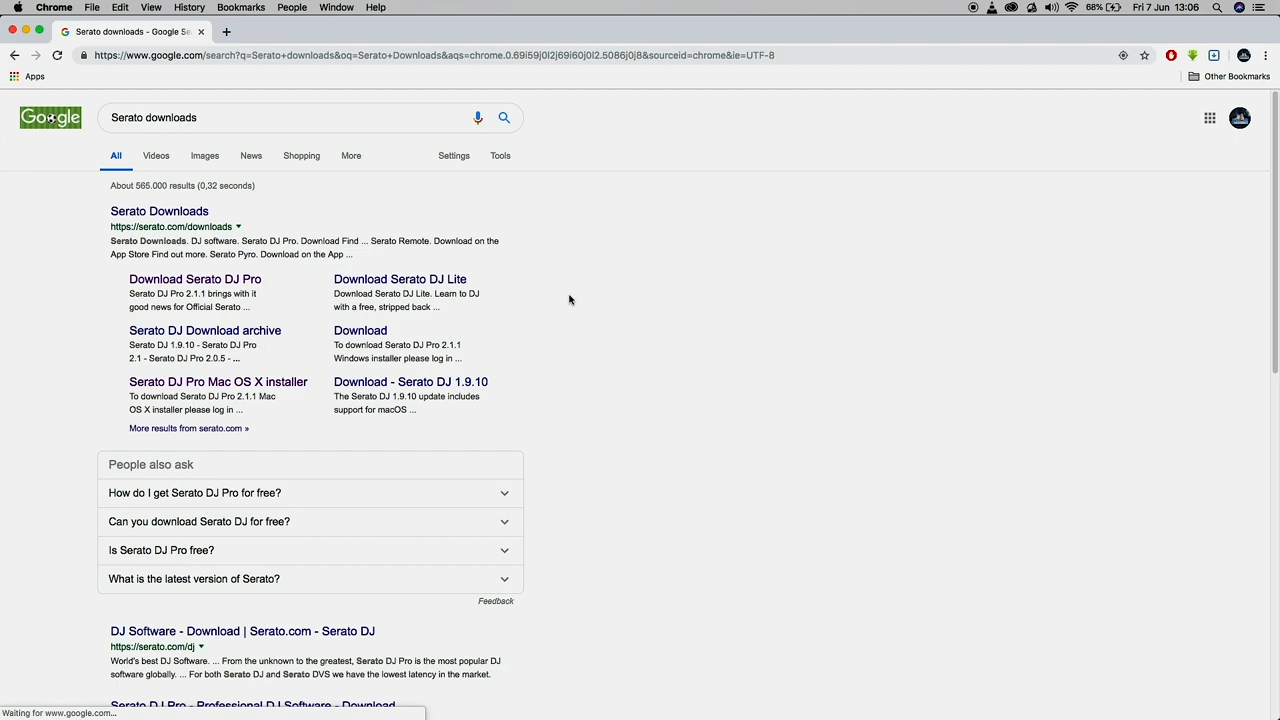 Chrome File Edit View History Bookmarks People Window Help 68% Fri 7 Jun 13:06
Serato downloads - Google Se
https://www.google.com/search?q=Serato+downloads&oq=Serato+Downloads&aqs=chrome.0.69i59j0l2j69i60j0l2.5086j0j8&sourceid=chrome&ie=UTF-8
Apps Other Bookmarks
Google Serato downloads
All Videos Images News Shopping More Settings Tools
About 565.000 results (0,32 seconds)
Serato Downloads
https://serato.com/downloads
Serato Downloads. DJ software. Serato DJ Pro. Download Find ... Serato Remote. Download on the
App Store Find out more. Serato Pyro. Download on the App ...
Download Serato DJ Pro
Serato DJ Pro 2.1.1 brings with it
good news for Official Serato ...
Download Serato DJ Lite
Download Serato DJ Lite. Learn to DJ
with a free, stripped back ...
Serato DJ Download archive
Serato DJ 1.9.10 - Serato DJ Pro
2.1 - Serato DJ Pro 2.0.5 - ...
Download
To download Serato DJ Pro 2.1.1
Windows installer please log in ...
Serato DJ Pro Mac OS X installer
To download Serato DJ Pro 2.1.1 Mac
OS X installer please log in ...
Download - Serato DJ 1.9.10
The Serato DJ 1.9.10 update includes
support for macOS ...
More results from serato.com »
People also ask
How do I get Serato DJ Pro for free?
Can you download Serato DJ for free?
Is Serato DJ Pro free?
What is the latest version of Serato?
Feedback
DJ Software - Download | Serato.com - Serato DJ
https://serato.com/dj
World's best DJ Software. ... From the unknown to the greatest, Serato DJ Pro is the most popular DJ
software globally. ... For both Serato DJ and Serato DVS we have the lowest latency in the market.
Serato DJ Pro - Professional DJ Software - Download
Waiting for www.google.com...